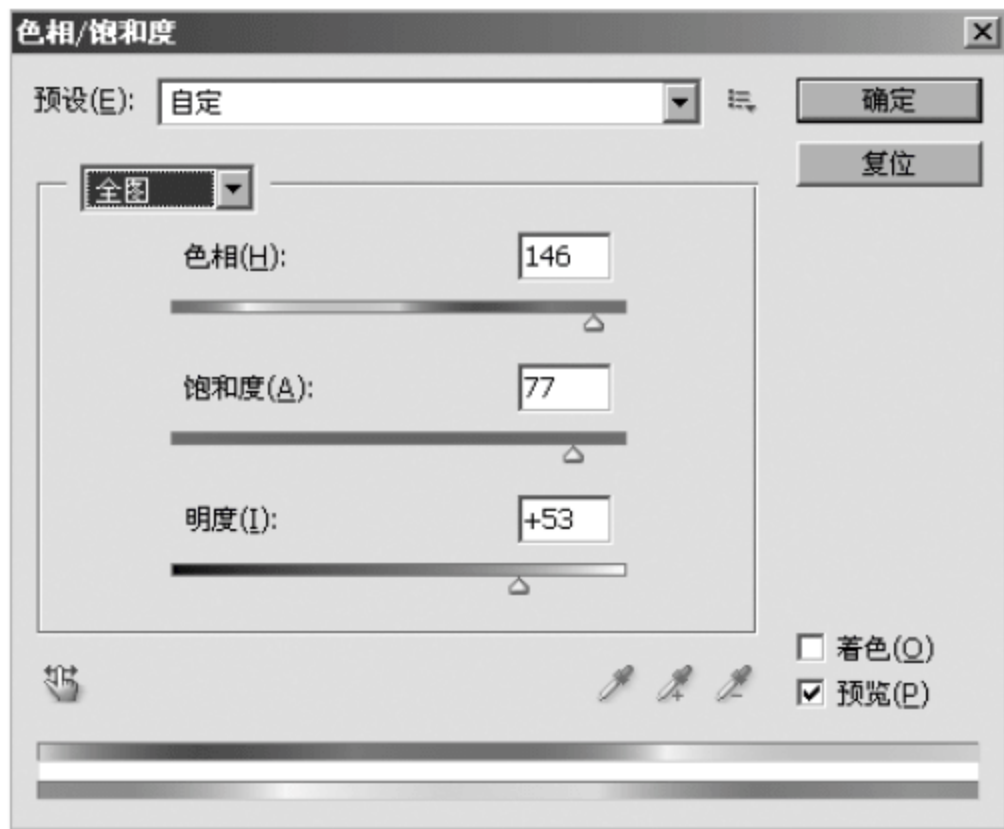 色相/饱和度
预设(E): 自定
确定
复位
全图
色相(H): 146
饱和度(A): 77
明度(I): +53
着色(O)
预览(P)